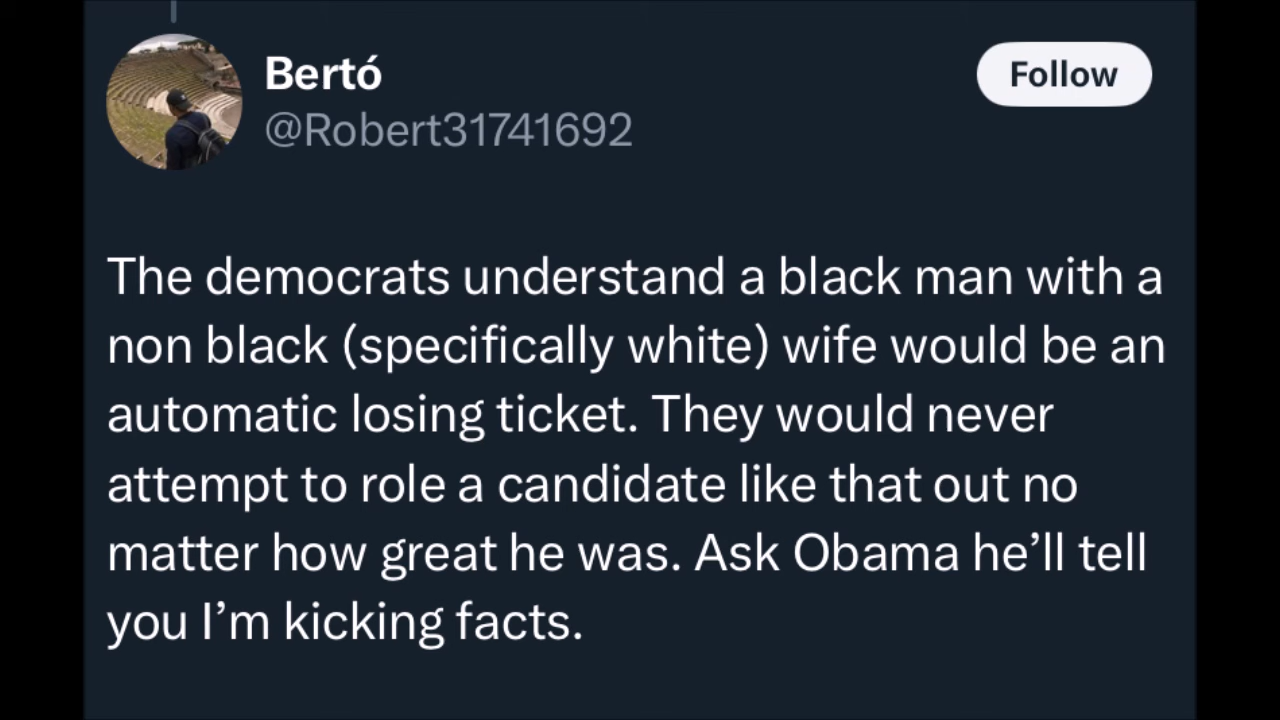 Bertó
Follow
@Robert31741692
The democrats understand a black man with a
non black (specifically white) wife would be an
automatic losing ticket. They would never
attempt to role a candidate like that out no
matter how great he was. Ask Obama he’ll tell
you I’m kicking facts.